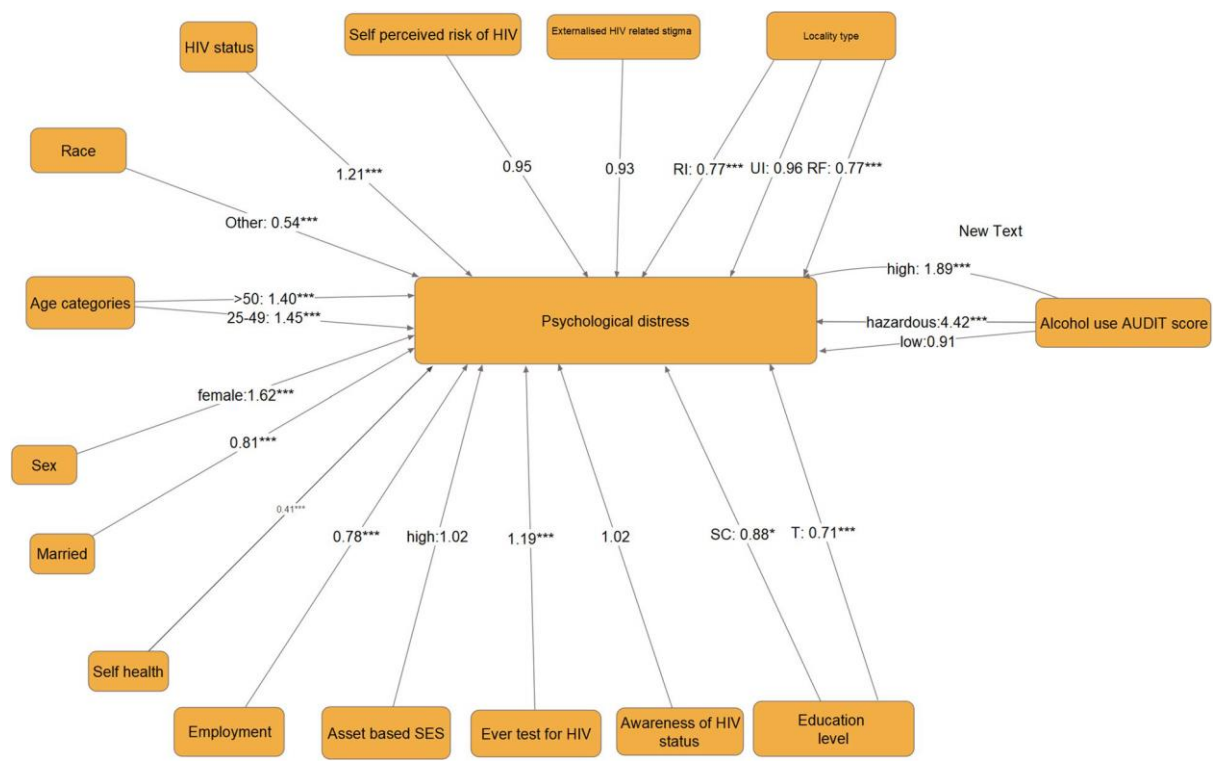 HIV status
Self perceived risk of HIV
Externalised HIV related stigma
Locality type
Race
1.21***
0.95
0.93
RI: 0.77***
UI: 0.96
RF: 0.77***
Other: 0.54***
New Text
high: 1.89***
Age categories
>50: 1.40***
25-49: 1.45***
Psychological distress
hazardous:4.42***
low:0.91
Alcohol use AUDIT score
female:1.62***
0.81***
Sex
0.41***
0.78***
high:1.02
1.19***
1.02
SC: 0.88*
T: 0.71***
Married
Self health
Employment
Asset based SES
Ever test for HIV
Awareness of HIV
status
Education
level